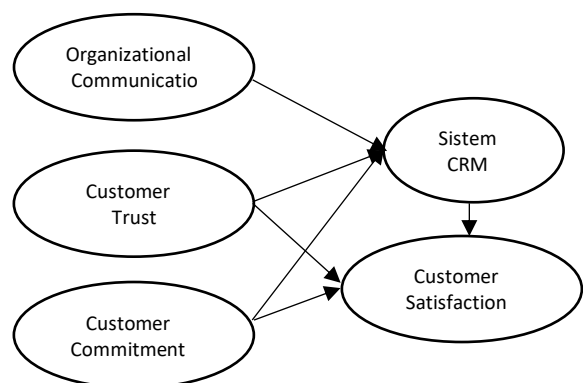 Organizational
Communicatio
Sistem
CRM
Customer
Trust
Customer
Satisfaction
Customer
Commitment